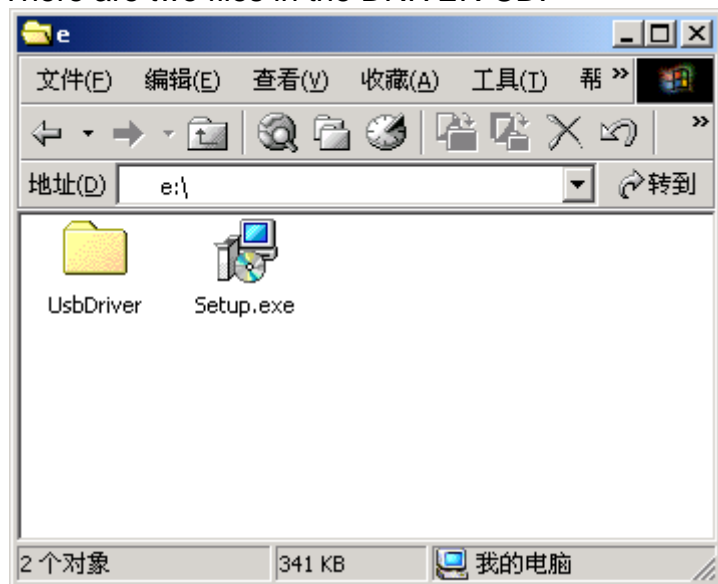 There are two files in the DRIVER CD:
e
文件(F) 编辑(E) 查看(V) 收藏(A) 工具(T) 帮 »
»
地址(D) e:\ 转到
UsbDriver Setup.exe
2 个对象 341 KB 我的电脑